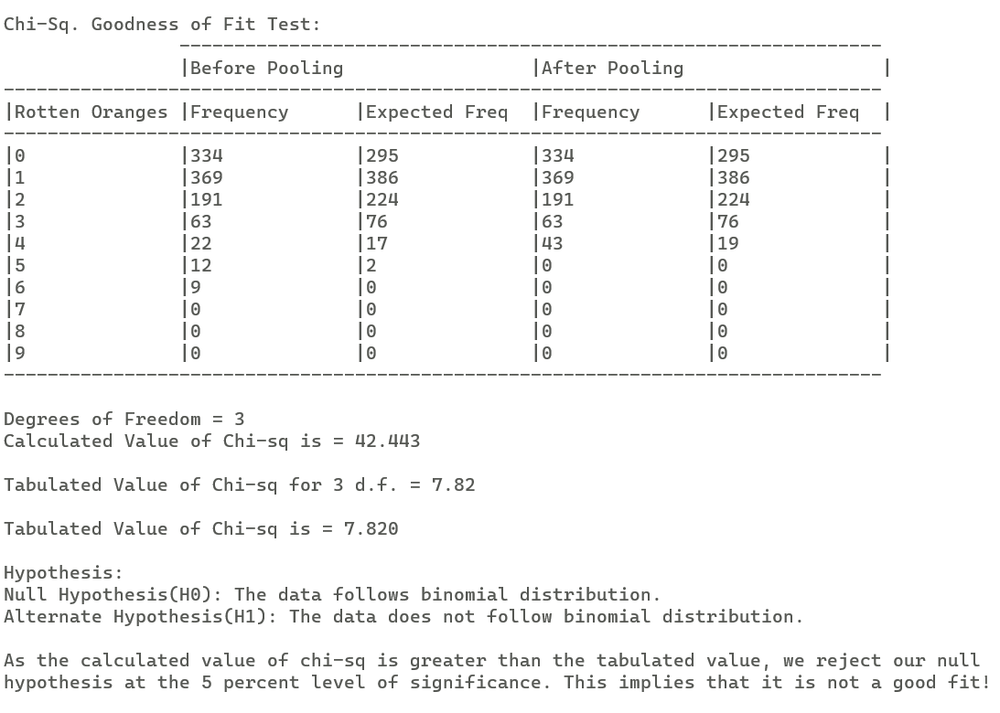 Chi-Sq. Goodness of Fit Test:
                ----------------------------------------------------------------
                |Before Pooling                 |After Pooling                  |
--------------------------------------------------------------------------------
|Rotten Oranges |Frequency      |Expected Freq  |Frequency      |Expected Freq  |
--------------------------------------------------------------------------------
|0              |334            |295            |334            |295            |
|1              |369            |386            |369            |386            |
|2              |191            |224            |191            |224            |
|3              |63             |76             |63             |76             |
|4              |22             |17             |43             |19             |
|5              |12             |2              |0              |0              |
|6              |9              |0              |0              |0              |
|7              |0              |0              |0              |0              |
|8              |0              |0              |0              |0              |
|9              |0              |0              |0              |0              |
--------------------------------------------------------------------------------
Degrees of Freedom = 3
Calculated Value of Chi-sq is = 42.443
Tabulated Value of Chi-sq for 3 d.f. = 7.82
Tabulated Value of Chi-sq is = 7.820
Hypothesis:
Null Hypothesis(H0): The data follows binomial distribution.
Alternate Hypothesis(H1): The data does not follow binomial distribution.
As the calculated value of chi-sq is greater than the tabulated value, we reject our null
hypothesis at the 5 percent level of significance. This implies that it is not a good fit!